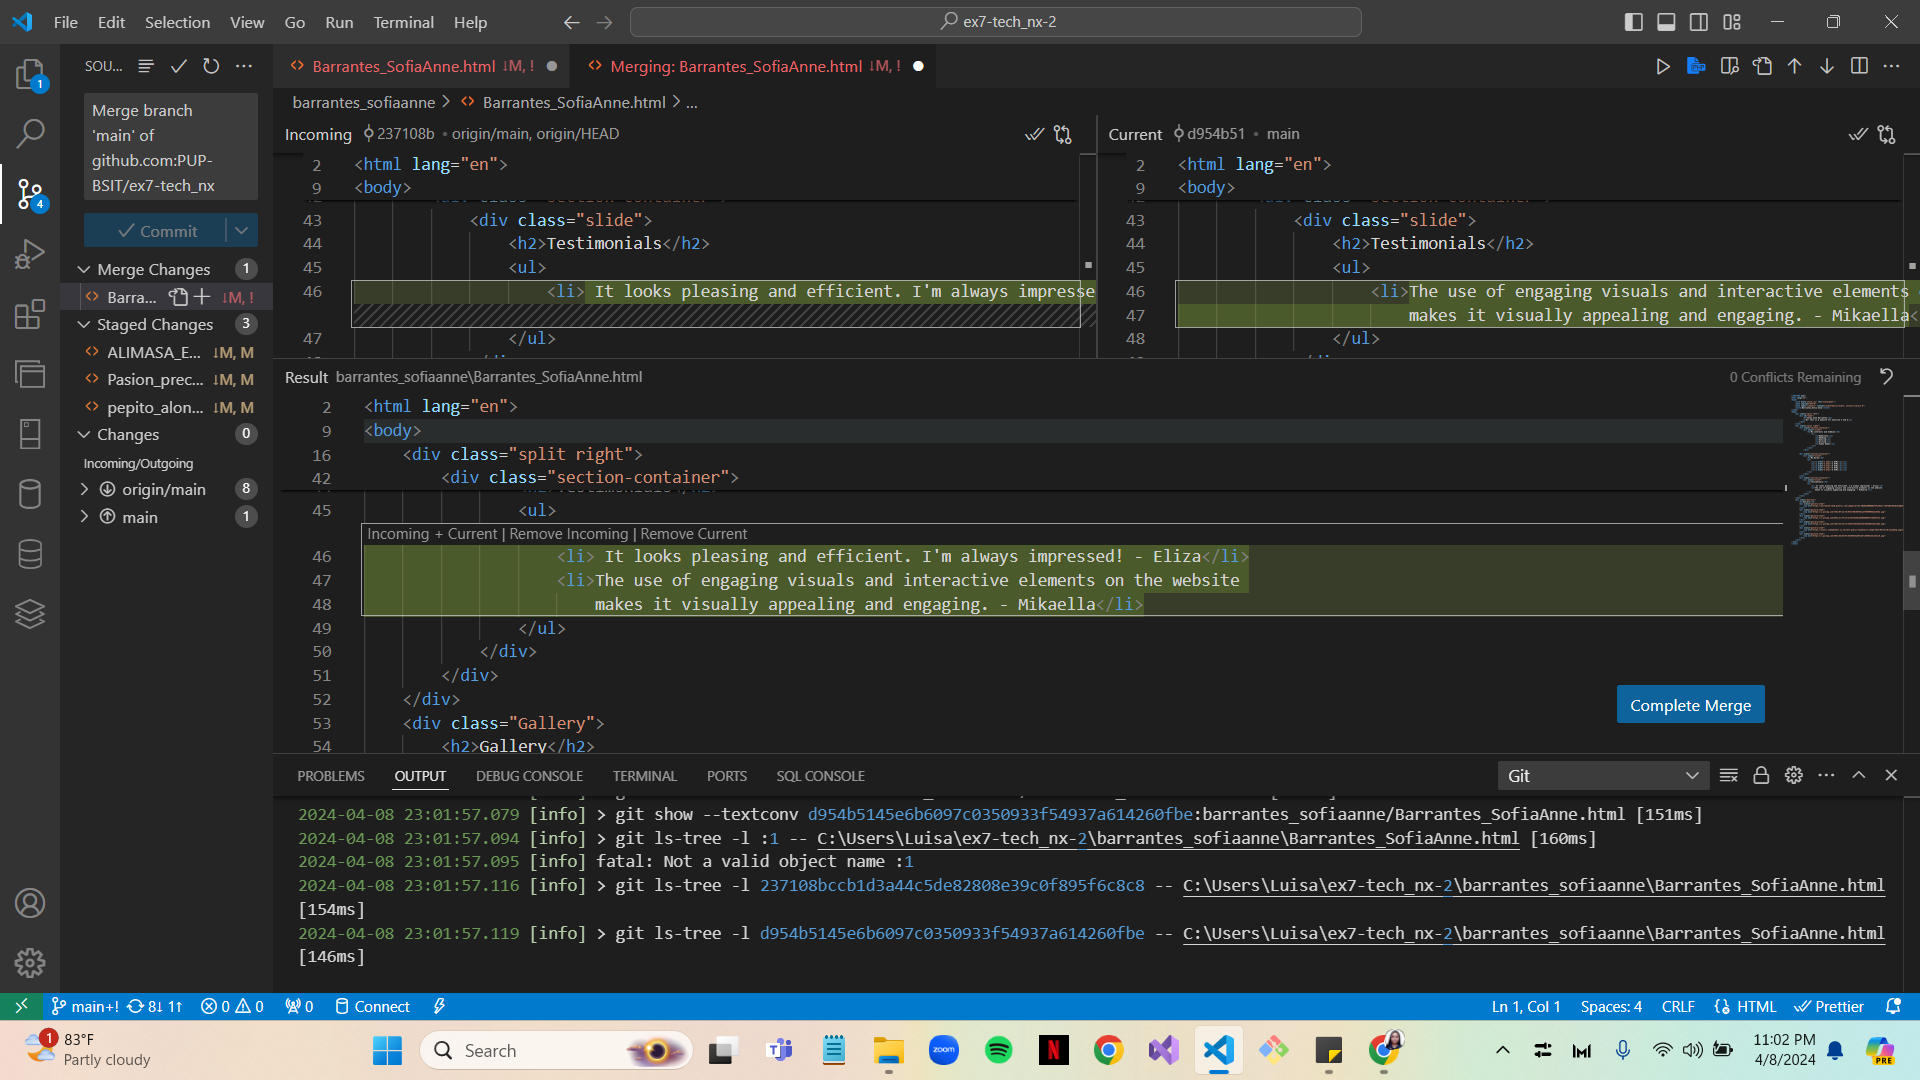 File Edit Selection View Go Run Terminal Help
ex7-tech_nx-2
SOU...
Barrantes_SofiaAnne.html ↓M, !
Merging: Barrantes_SofiaAnne.html ↓M, !
1
barrantes_sofiaanne > Barrantes_SofiaAnne.html > ...
Merge branch
'main' of
github.com:PUP-
BSIT/ex7-tech_nx
Commit
Merge Changes 1
Barra... ↓M, !
Staged Changes 3
ALIMASA_E... ↓M, M
Pasion_prec... ↓M, M
pepito_alon... ↓M, M
Changes 0
Incoming/Outgoing
origin/main 8
main 1
4
Incoming 237108b • origin/main, origin/HEAD
2 <html lang="en">
9 <body>
43 <div class="slide">
44 <h2>Testimonials</h2>
45 <ul>
46 <li> It looks pleasing and efficient. I'm always impresse
47 </ul>
Current d954b51 • main
2 <html lang="en">
9 <body>
43 <div class="slide">
44 <h2>Testimonials</h2>
45 <ul>
46 <li>The use of engaging visuals and interactive elements
47 makes it visually appealing and engaging. - Mikaella<
48 </ul>
Result barrantes_sofiaanne\Barrantes_SofiaAnne.html
0 Conflicts Remaining
2 <html lang="en">
9 <body>
16 <div class="split right">
42 <div class="section-container">
45 <ul>
Incoming + Current | Remove Incoming | Remove Current
46 <li> It looks pleasing and efficient. I'm always impressed! - Eliza</li>
47 <li>The use of engaging visuals and interactive elements on the website
48 makes it visually appealing and engaging. - Mikaella</li>
49 </ul>
50 </div>
51 </div>
52 </div>
53 <div class="Gallery">
54 <h2>Gallery</h2>
Complete Merge
PROBLEMS OUTPUT DEBUG CONSOLE TERMINAL PORTS SQL CONSOLE
Git
2024-04-08 23:01:57.079 [info] > git show --textconv d954b5145e6b6097c0350933f54937a614260fbe:barrantes_sofiaanne/Barrantes_SofiaAnne.html [151ms]
2024-04-08 23:01:57.094 [info] > git ls-tree -l :1 -- C:\Users\Luisa\ex7-tech_nx-2\barrantes_sofiaanne\Barrantes_SofiaAnne.html [160ms]
2024-04-08 23:01:57.095 [info] fatal: Not a valid object name :1
2024-04-08 23:01:57.116 [info] > git ls-tree -l 237108bccb1d3a44c5de82808e39c0f895f6c8c8 -- C:\Users\Luisa\ex7-tech_nx-2\barrantes_sofiaanne\Barrantes_SofiaAnne.html
[154ms]
2024-04-08 23:01:57.119 [info] > git ls-tree -l d954b5145e6b6097c0350933f54937a614260fbe -- C:\Users\Luisa\ex7-tech_nx-2\barrantes_sofiaanne\Barrantes_SofiaAnne.html
[146ms]
main+! 8↓ 1↑ 0 0 0 Connect
Ln 1, Col 1 Spaces: 4 CRLF HTML Prettier
1
83°F
Partly cloudy
Search
zoom
11:02 PM
4/8/2024
PRE